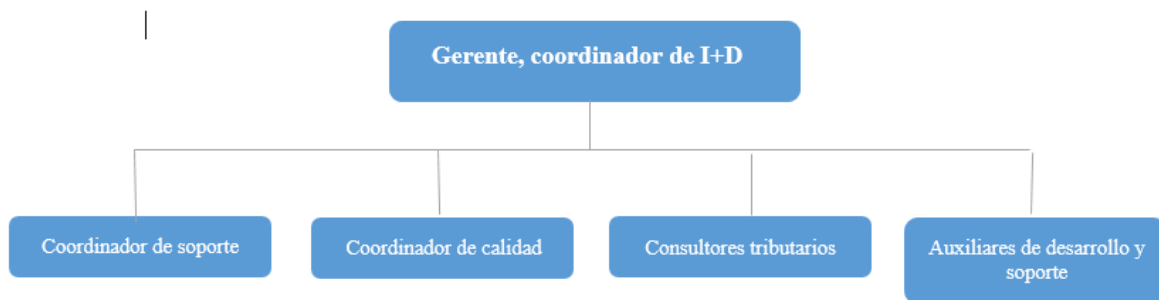 Gerente, coordinador de I+D
Coordinador de soporte
Coordinador de calidad
Consultores tributarios
Auxiliares de desarrollo y
soporte